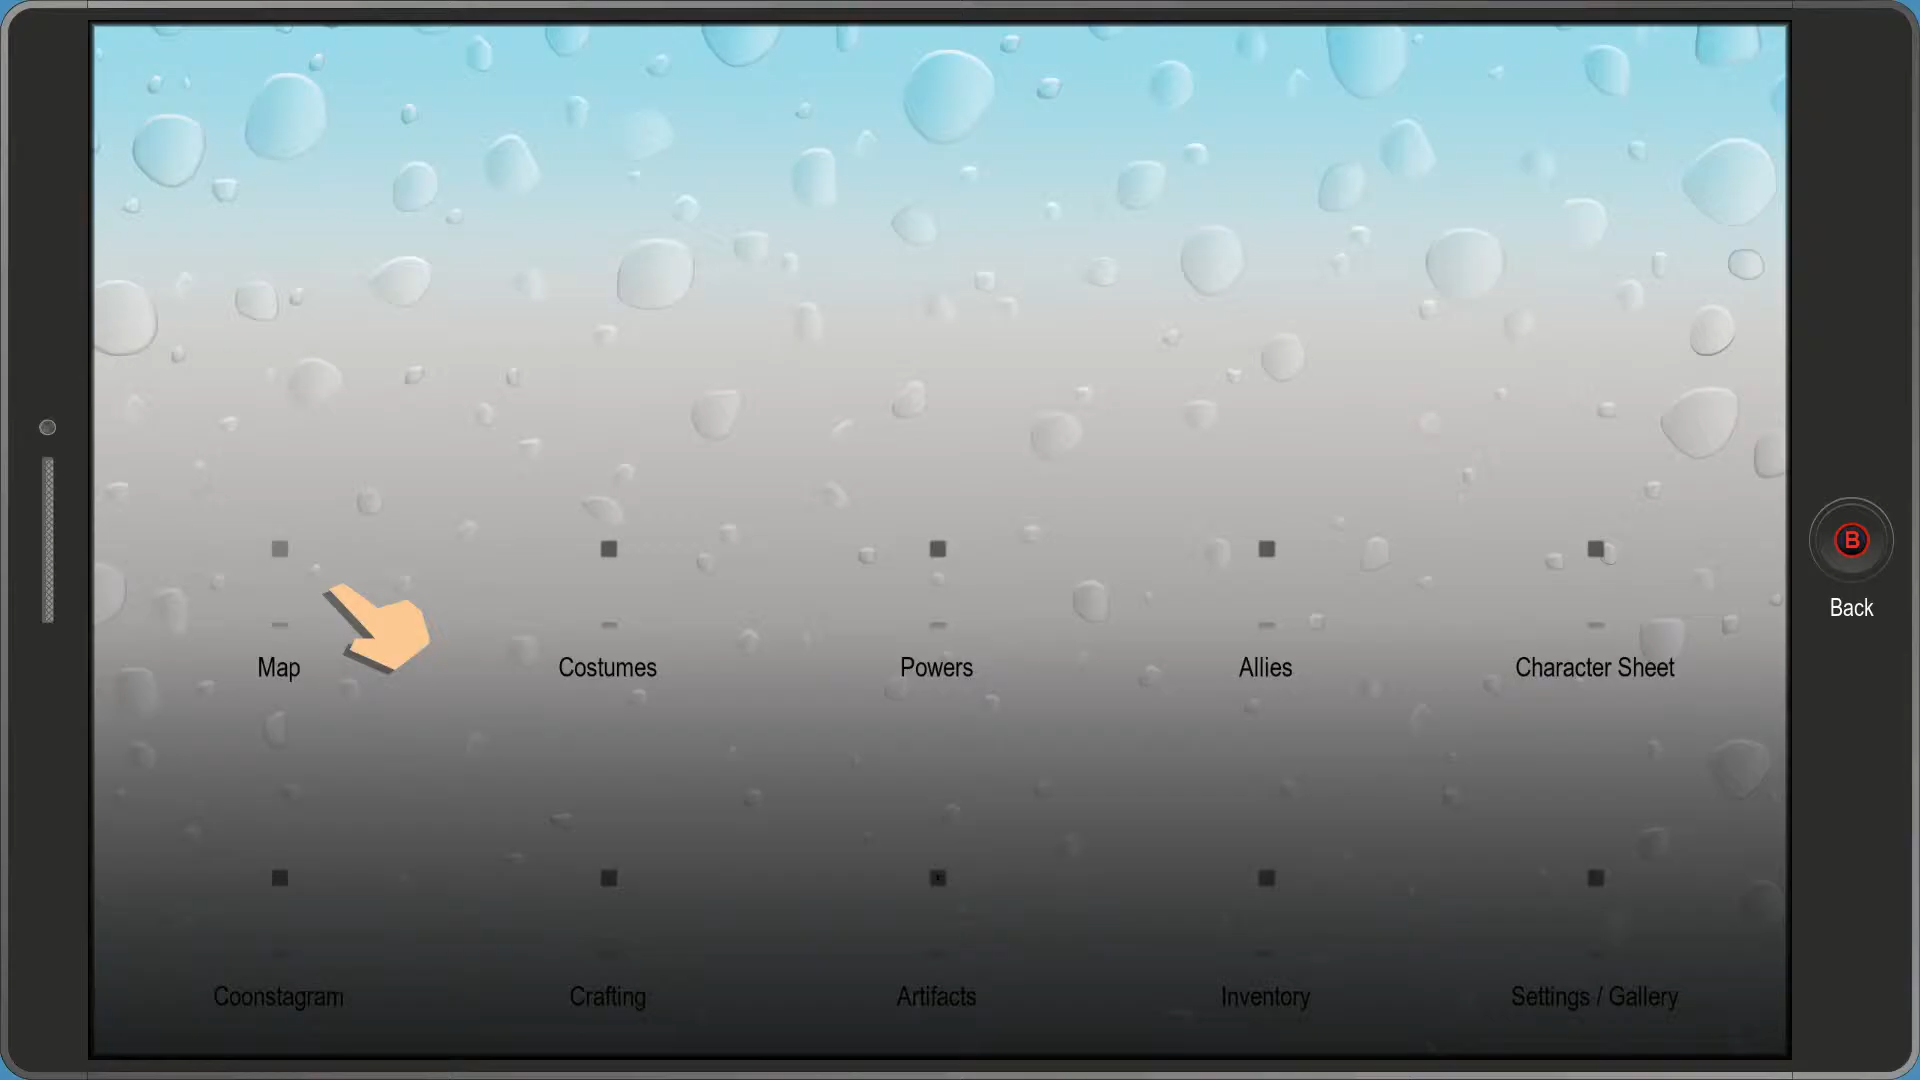 B
Back
Map
Costumes
Powers
Allies
Character Sheet
Coonstagram
Crafting
Artifacts
Inventory
Settings / Gallery